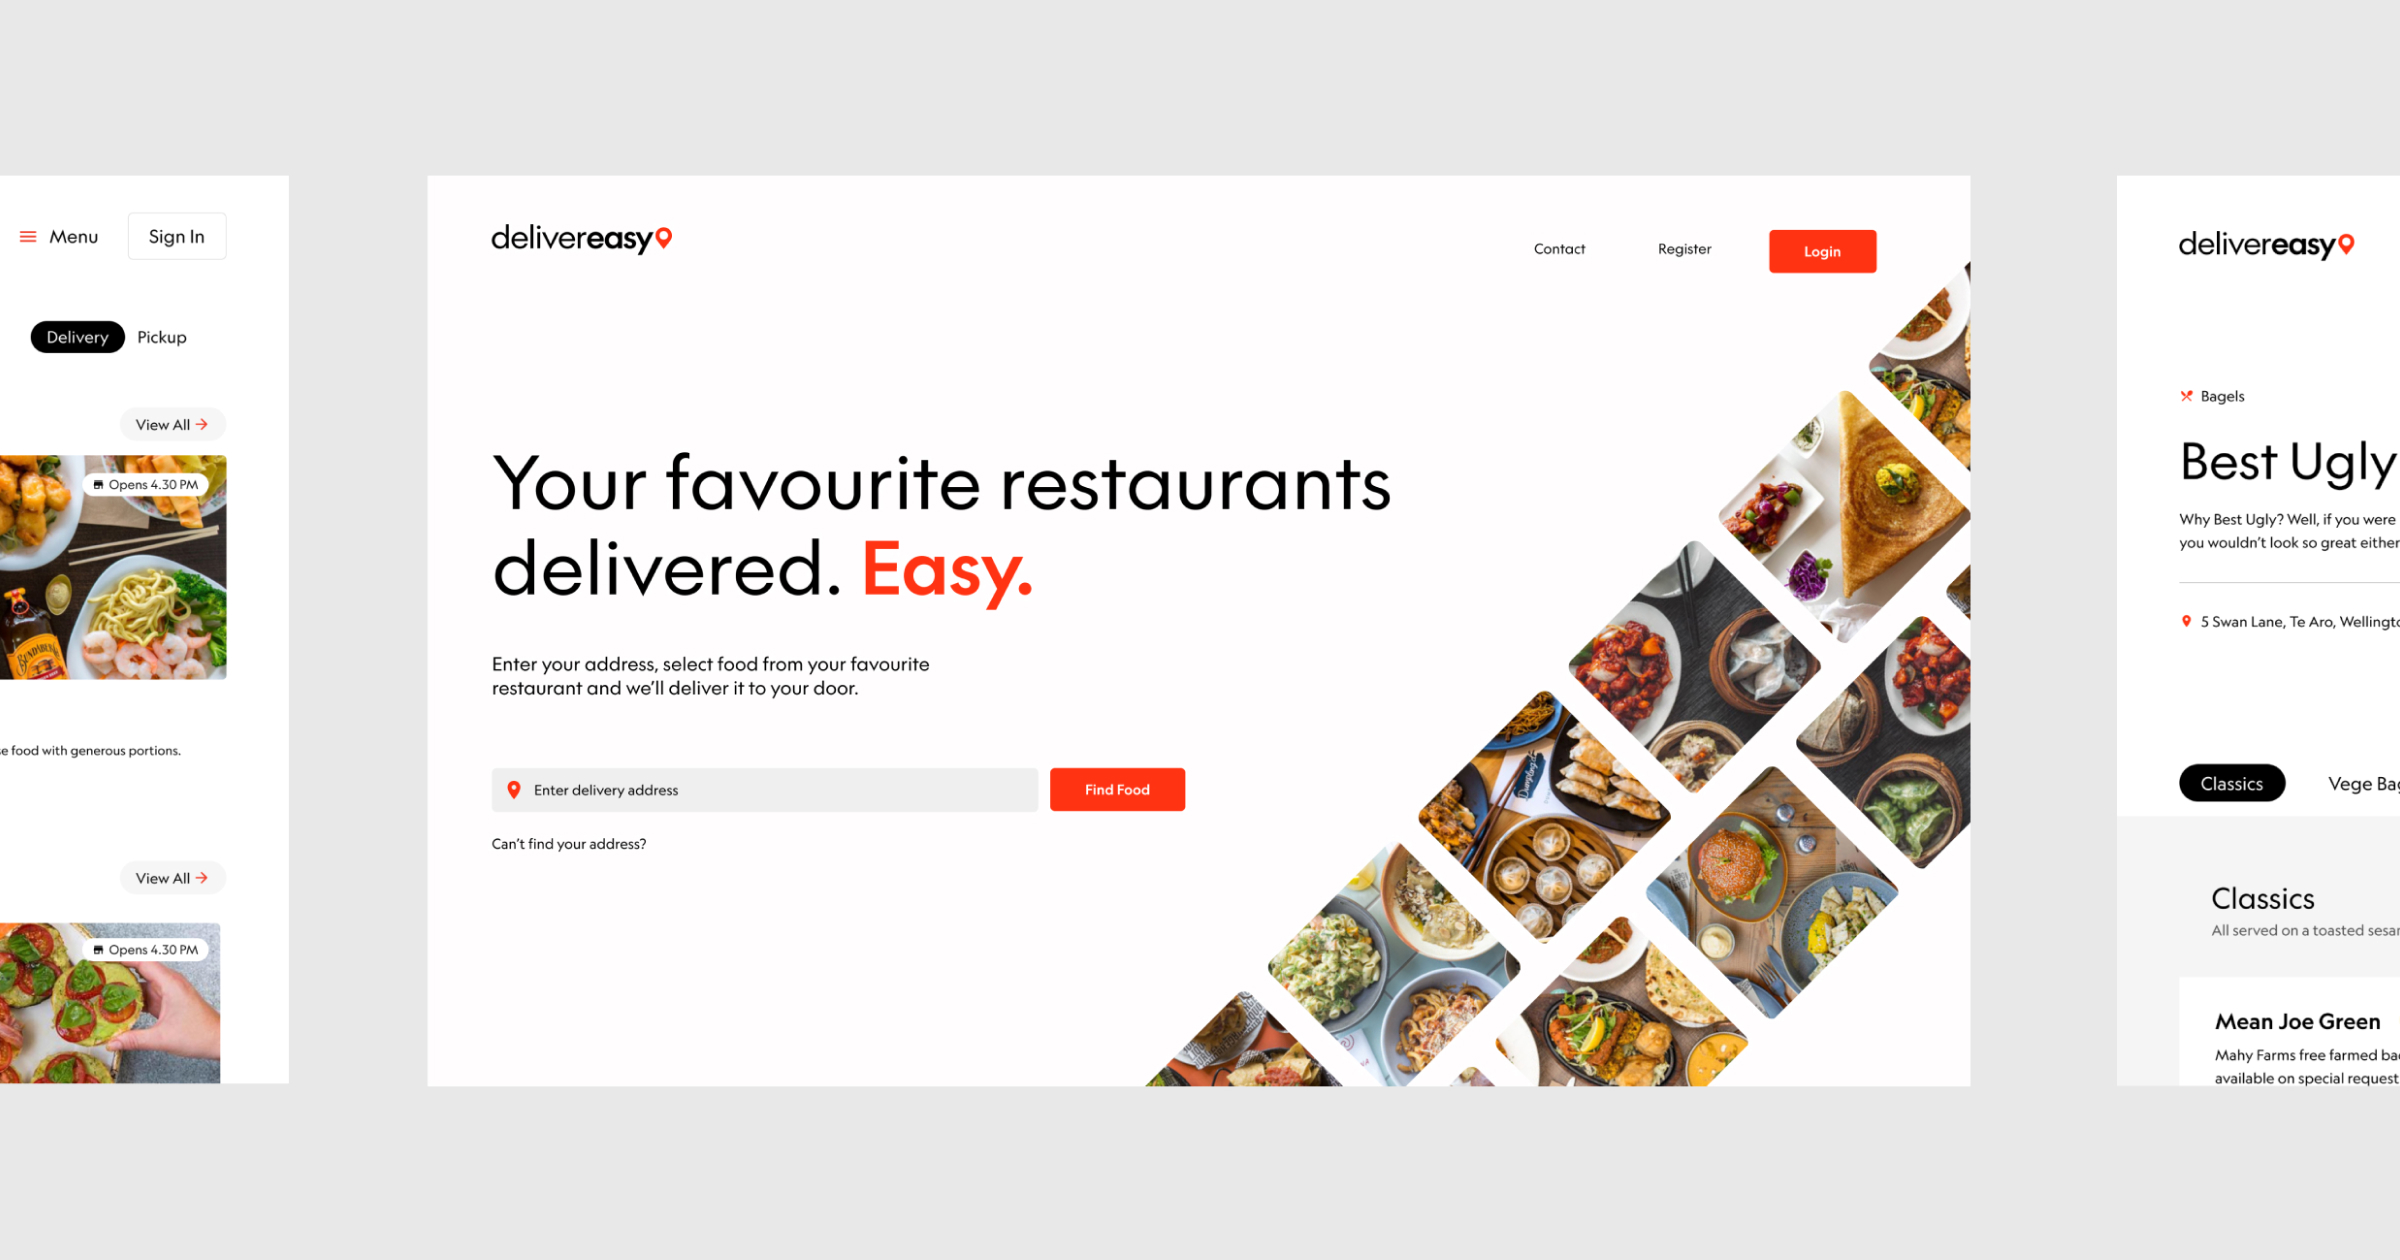 Menu
Sign In
Delivery
Pickup
View All
Opens 4.30 PM
BUNDABERG
e food with generous portions.
View All
Opens 4.30 PM
delivereasy
Contact
Register
Login
Your favourite restaurants
delivered. Easy.
Enter your address, select food from your favourite
restaurant and we'll deliver it to your door.
Enter delivery address
Find Food
Can't find your address?
delivereasy
Bagels
Best Ugly
Why Best Ugly? Well, if you were
you wouldn't look so great either
5 Swan Lane, Te Aro, Wellingto
Classics
Vege Bag
Classics
All served on a toasted sesa
Mean Joe Green
Mahy Farms free farmed ba
available on special request